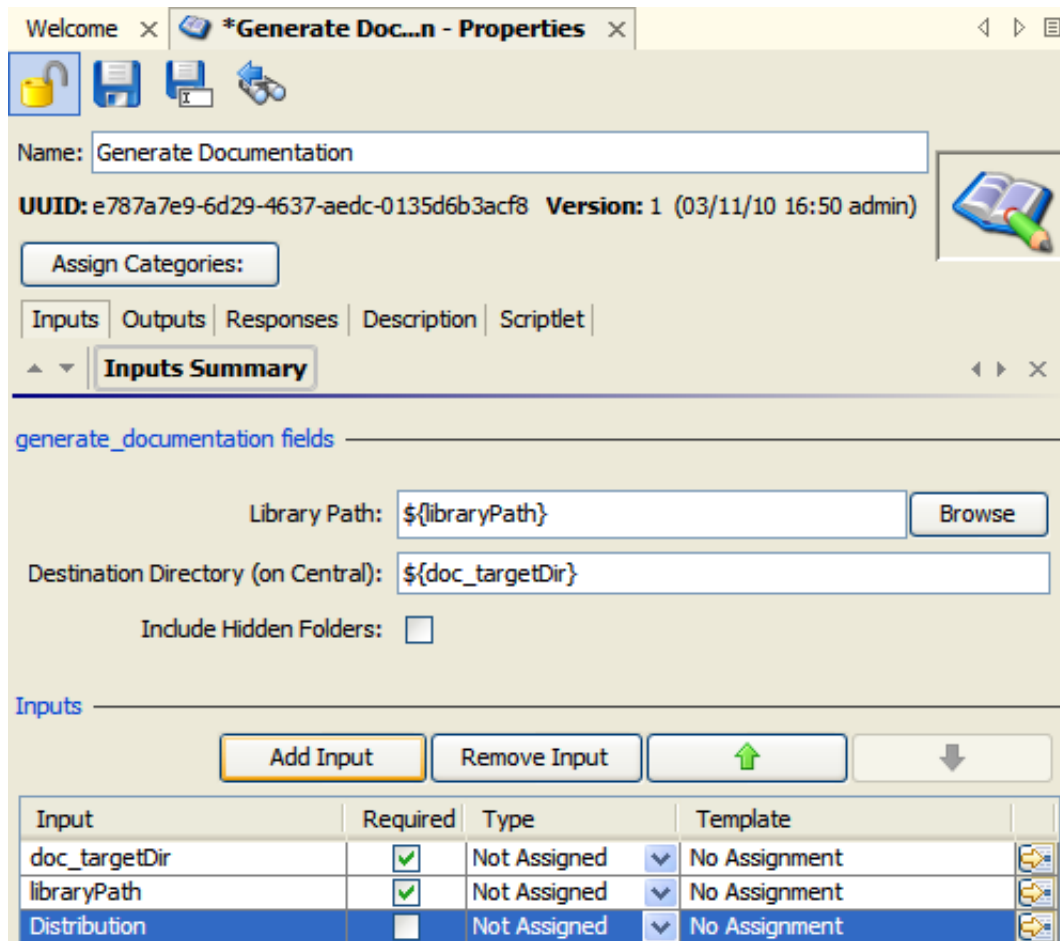 Welcome *Generate Doc...n - Properties
Name: Generate Documentation
UUID: e787a7e9-6d29-4637-aedc-0135d6b3acf8 Version: 1 (03/11/10 16:50 admin)
Assign Categories:
Inputs Outputs Responses Description Scriptlet
Inputs Summary
generate_documentation fields
Library Path: ${libraryPath} Browse
Destination Directory (on Central): ${doc_targetDir}
Include Hidden Folders:
Inputs
Add Input Remove Input
Input Required Type Template
doc_targetDir Not Assigned No Assignment
libraryPath Not Assigned No Assignment
Distribution Not Assigned No Assignment